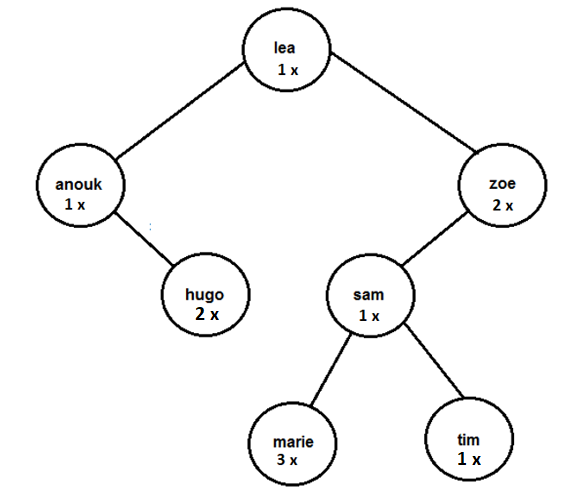 lea
1 x
anouk
1 x
zoe
2 x
hugo
2 x
sam
1 x
marie
3 x
tim
1 x